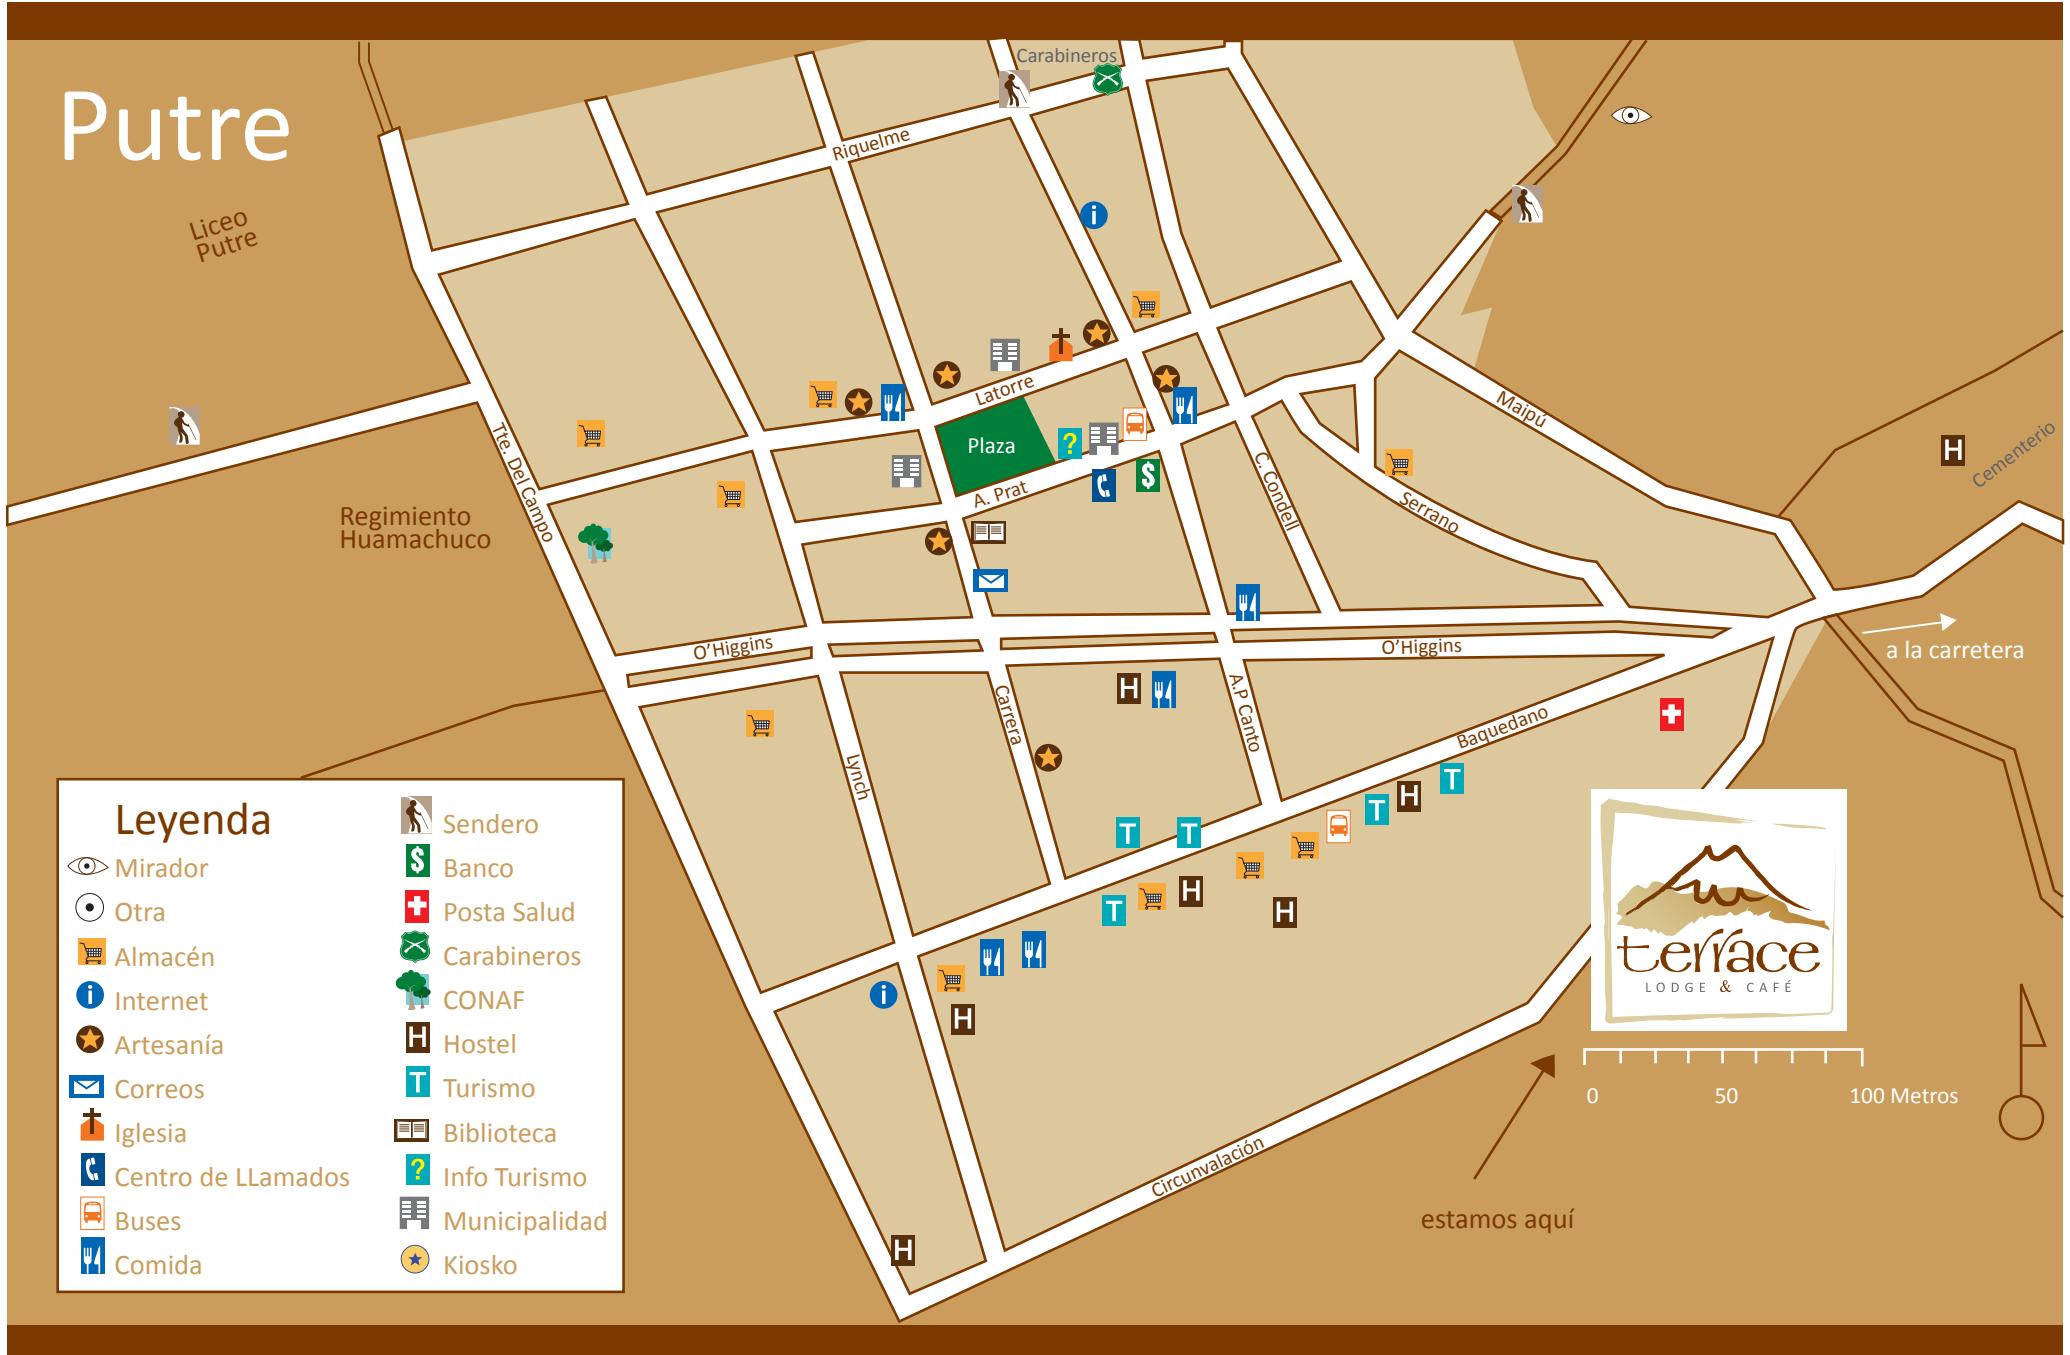 Putre
Carabineros
Riquelme
Liceo
Putre
Latorre
Plaza
A. Prat
Maipú
Cementerio
Tte. Del Campo
C. Condell
Serrano
Regimiento
Huamachuco
O'Higgins
O'Higgins
a la carretera
Carrera
A.P Canto
Baquedano
Lynch
Circunvalación
Leyenda
Mirador
Otra
Almacén
Internet
Artesanía
Correos
Iglesia
Centro de LLamados
Buses
Comida
Sendero
Banco
Posta Salud
Carabineros
CONAF
Hostel
Turismo
Biblioteca
Info Turismo
Municipalidad
Kiosko
terrace
LODGE & CAFÉ
0 50 100 Metros
estamos aquí